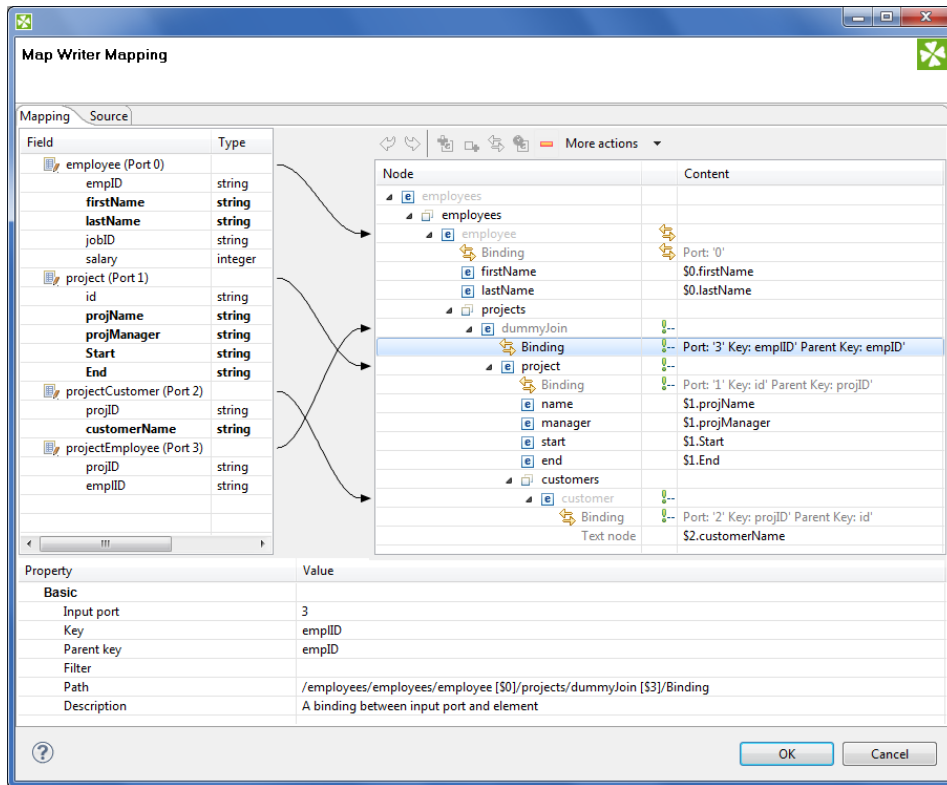 Map Writer Mapping
Mapping Source
Field Type
employee (Port 0)
empID string
firstName string
lastName string
jobID string
salary integer
project (Port 1)
id string
projName string
projManager string
Start string
End string
projectCustomer (Port 2)
projID string
customerName string
projectEmployee (Port 3)
projID string
emplID string
More actions
Node Content
employees
employees
employee
Binding Port: '0'
firstName $0.firstName
lastName $0.lastName
projects
dummyJoin
Binding Port: '3' Key: emplID' Parent Key: empID'
project
Binding Port: '1' Key: id' Parent Key: projID'
name $1.projName
manager $1.projManager
start $1.Start
end $1.End
customers
customer
Binding Port: '2' Key: projID' Parent Key: id'
Text node $2.customerName
Property Value
Basic
Input port 3
Key emplID
Parent key empID
Filter
Path /employees/employees/employee [$0]/projects/dummyJoin [$3]/Binding
Description A binding between input port and element
OK Cancel